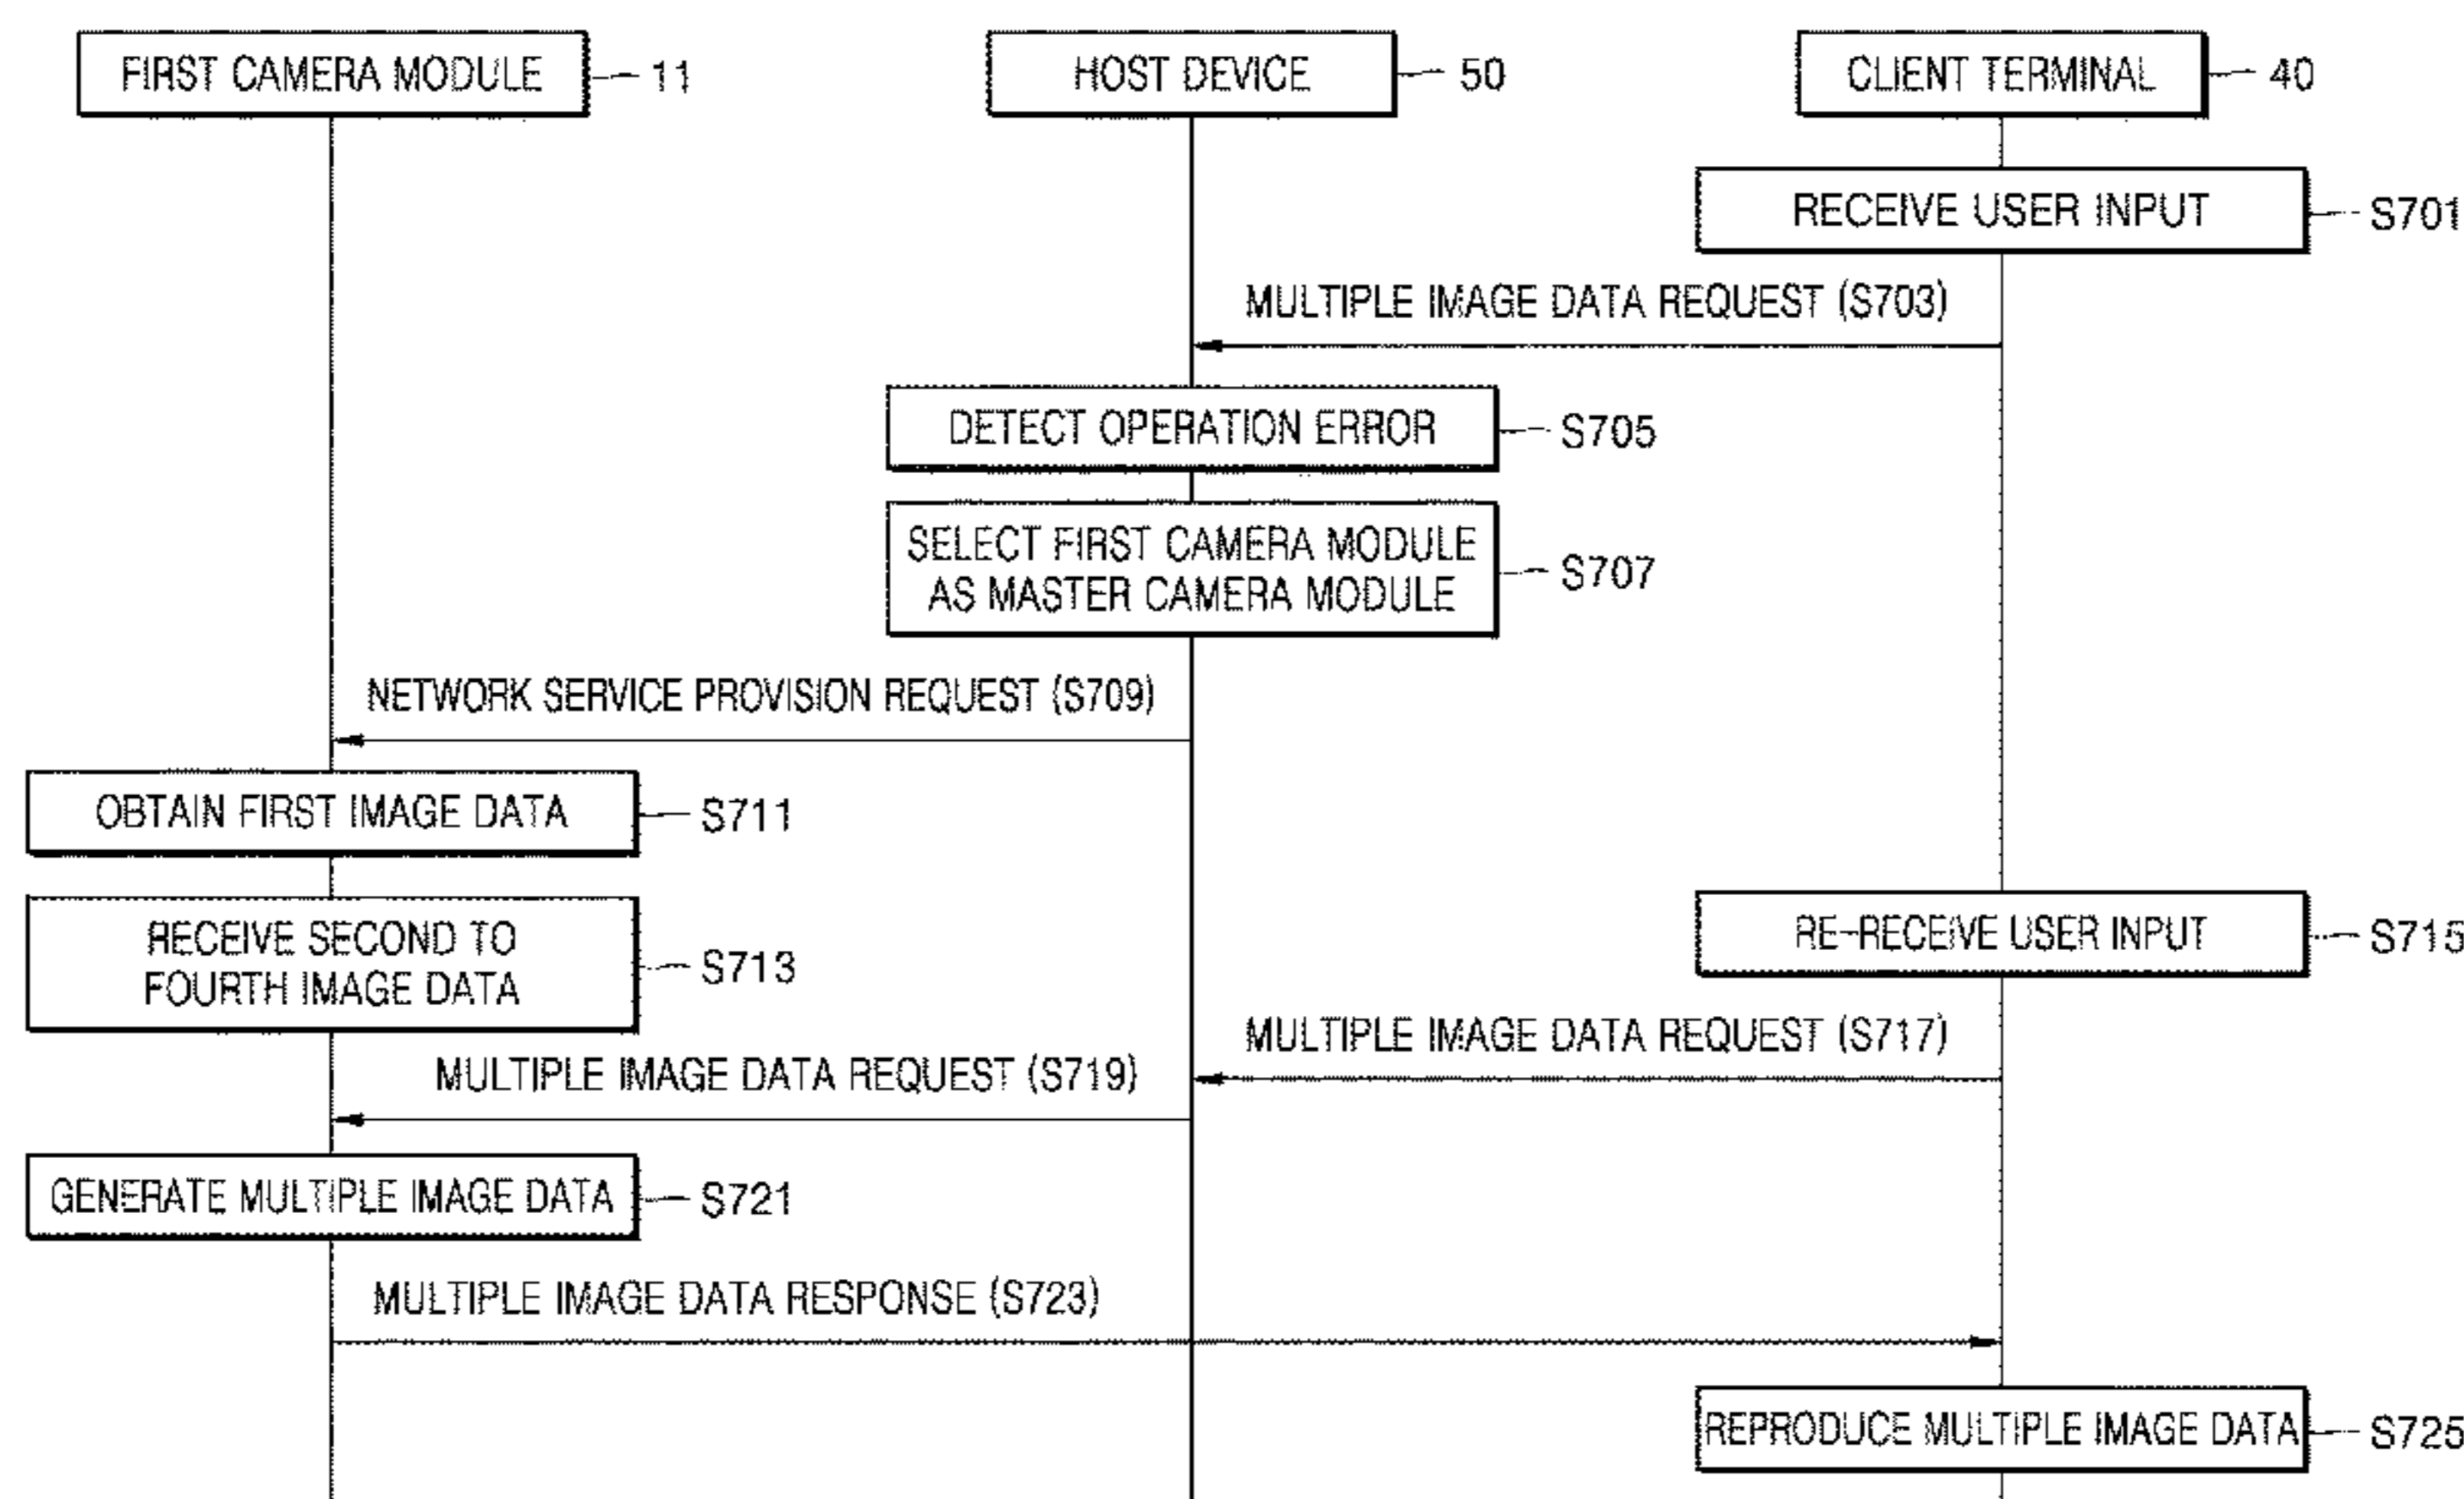 FIRST CAMERA MODULE 11
HOST DEVICE 50
CLIENT TERMINAL 40
RECEIVE USER INPUT S701
MULTIPLE IMAGE DATA REQUEST (S703)
DETECT OPERATION ERROR S705
SELECT FIRST CAMERA MODULE
AS MASTER CAMERA MODULE
S707
NETWORK SERVICE PROVISION REQUEST (S709)
OBTAIN FIRST IMAGE DATA S711
RECEIVE SECOND TO
FOURTH IMAGE DATA
S713
RE-RECEIVE USER INPUT S715
MULTIPLE IMAGE DATA REQUEST (S717)
MULTIPLE IMAGE DATA REQUEST (S719)
GENERATE MULTIPLE IMAGE DATA S721
MULTIPLE IMAGE DATA RESPONSE (S723)
REPRODUCE MULTIPLE IMAGE DATA S725